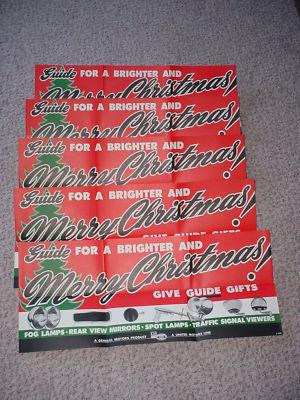 Guide FOR A BRIGHTER AND
Guide FOR A BRIGHTER AND
Merry Christmas!
Guide FOR A BRIGHTER AND
Merry Christmas!
Guide FOR A BRIGHTER AND
Merry Christmas!
GIVE GUIDE GIFTS
Guide FOR A BRIGHTER AND
Merry Christmas!
GIVE GUIDE GIFTS
FOG LAMPS • REAR VIEW MIRRORS • SPOT LAMPS • TRAFFIC SIGNAL VIEWERS
A GENERAL MOTORS PRODUCT
A UNITED MOTORS LINE